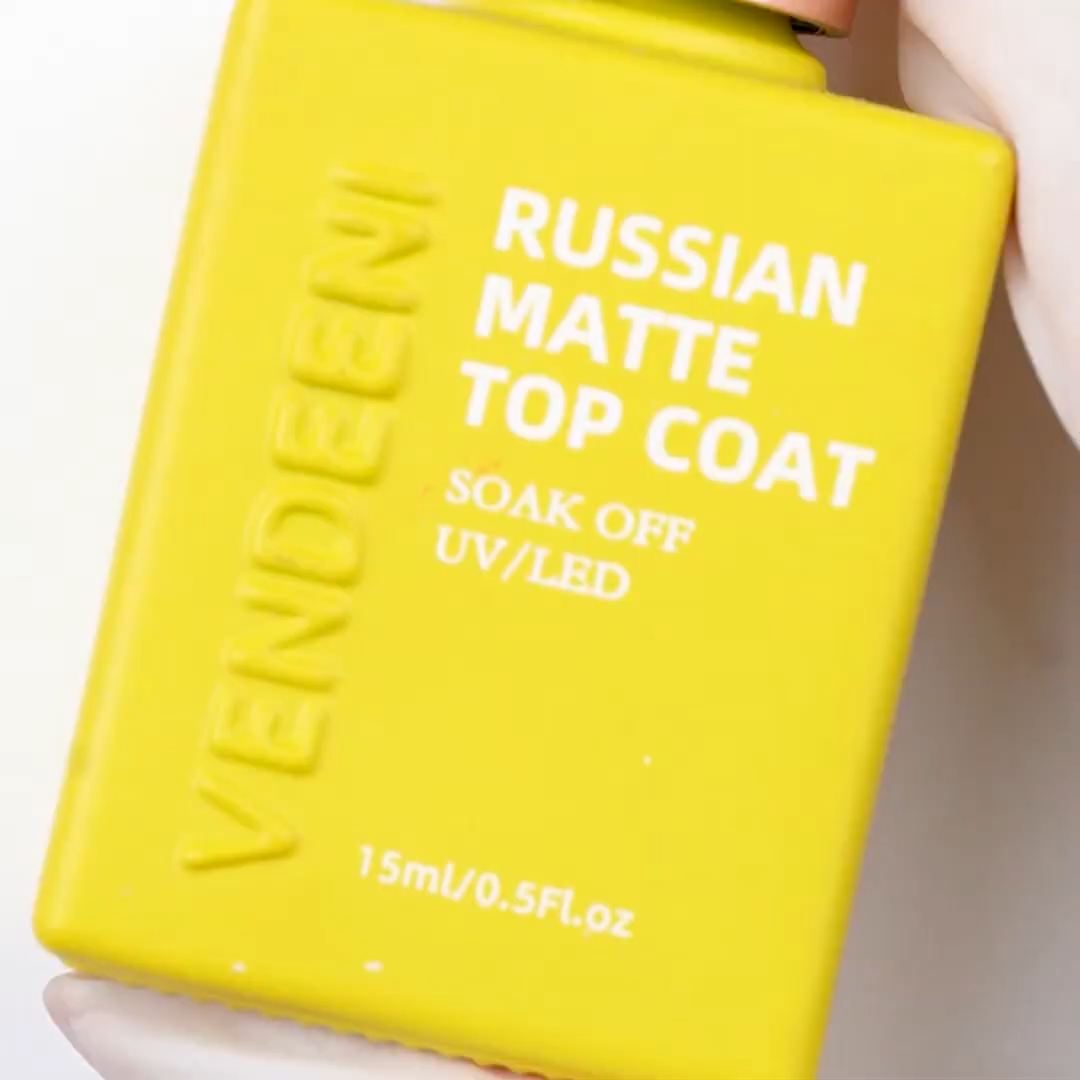 VENDEENI
RUSSIAN
MATTE
TOP COAT
SOAK OFF
UV/LED
15ml/0.5Fl.oz